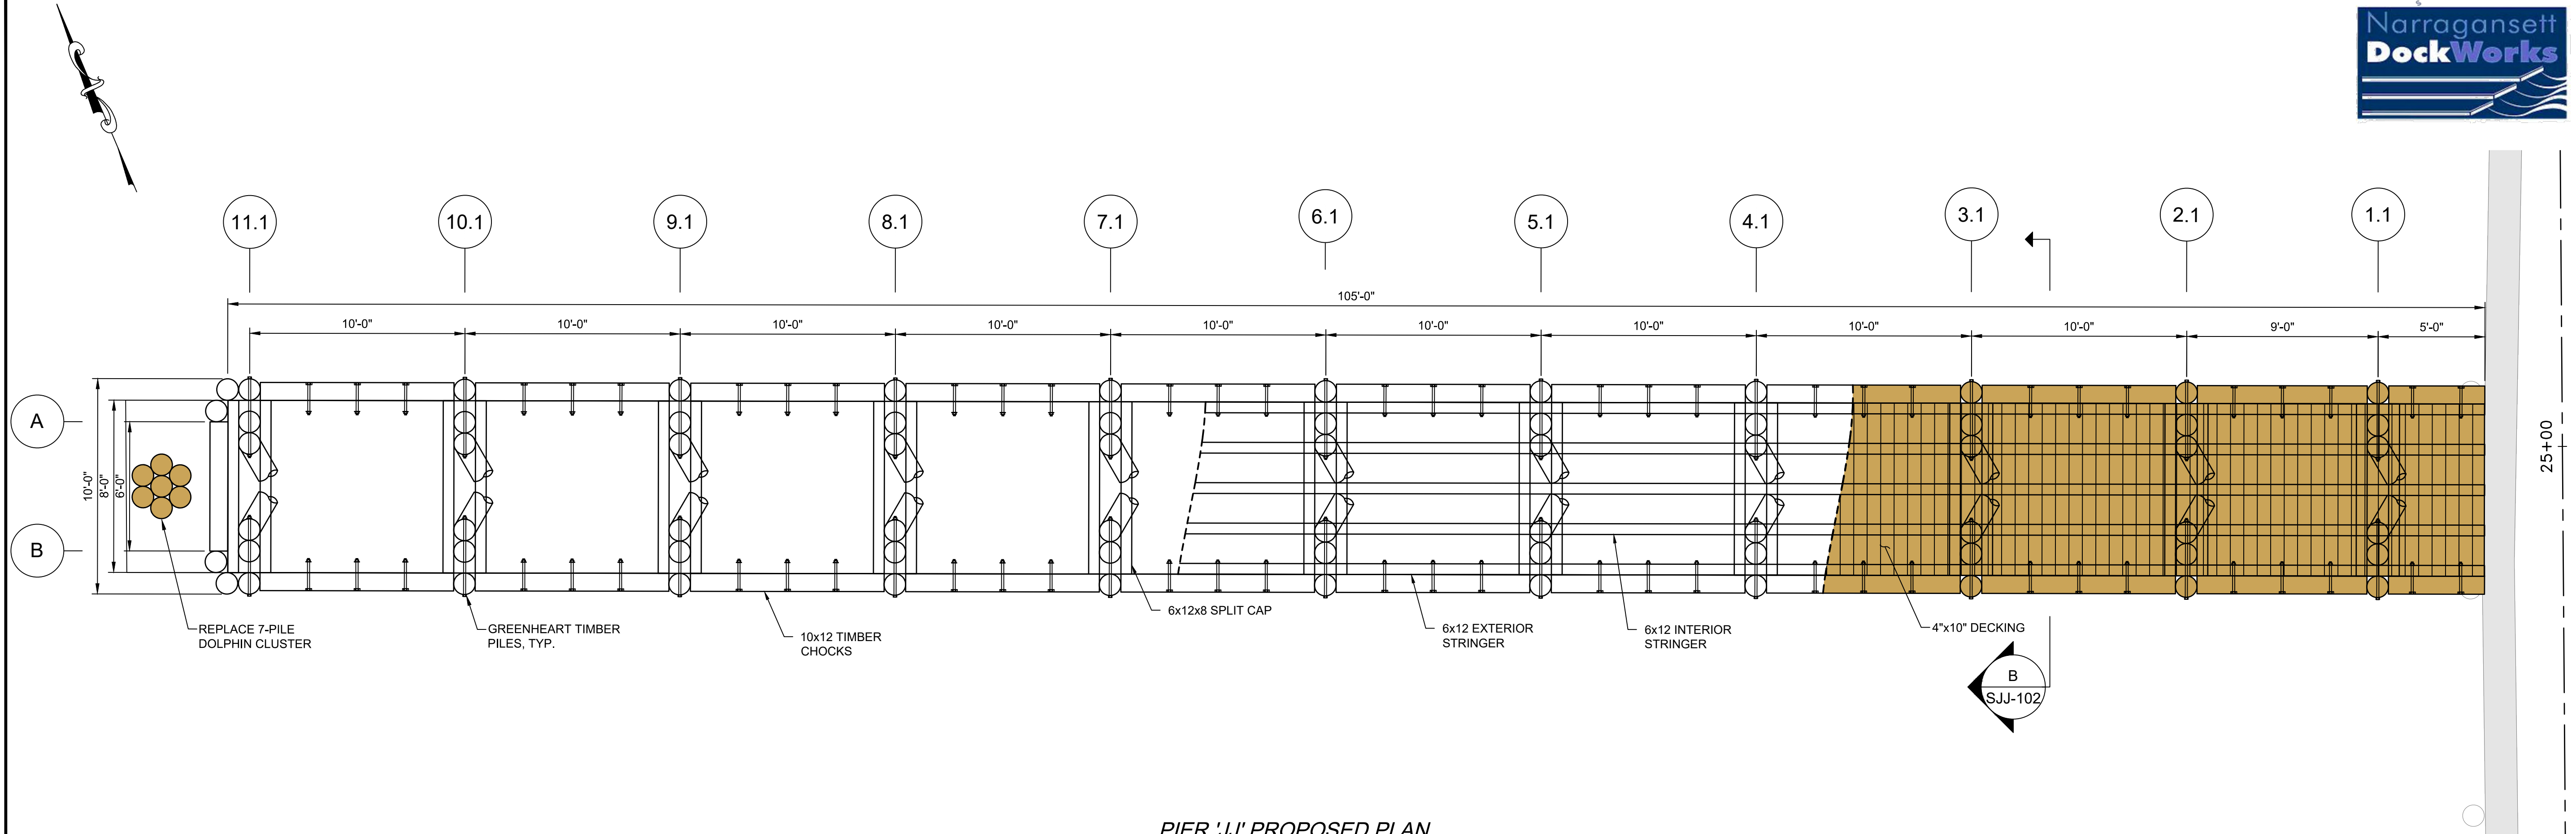 Narragansett
DockWorks
11.1
10.1
9.1
8.1
7.1
6.1
5.1
4.1
3.1
2.1
1.1
105'-0"
10'-0"
10'-0"
10'-0"
10'-0"
10'-0"
10'-0"
10'-0"
10'-0"
10'-0"
9'-0"
5'-0"
A
B
10'-0"
8'-0"
6'-0"
25+00
REPLACE 7-PILE
DOLPHIN CLUSTER
GREENHEART TIMBER
PILES, TYP.
10x12 TIMBER
CHOCKS
6x12x8 SPLIT CAP
6x12 EXTERIOR
STRINGER
6x12 INTERIOR
STRINGER
4"x10" DECKING
B
SJJ-102
PIER 'JJ' PROPOSED PLAN